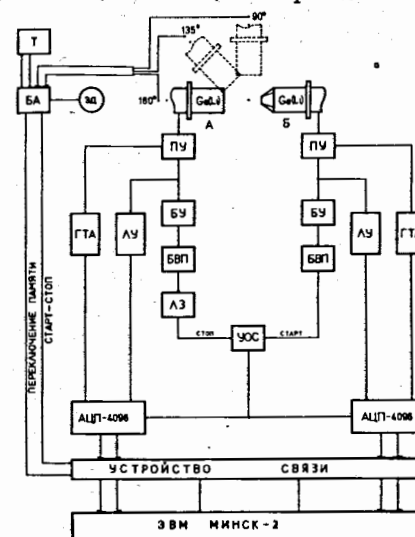 90°
135°
180°
Т
БА
ЭД
Ge(Li)
Ge(Li)
А
Б
ПУ
ПУ
ГТА
ЛУ
БУ
БУ
ЛУ
ГТА
БВП
БВП
ЛЗ
СТОП
УОС
СТАРТ
ПЕРЕКЛЮЧЕНИЕ ПАМЯТИ
СТАРТ-СТОП
АЦП-4096
АЦП-4096
УСТРОЙСТВО СВЯЗИ
ЭВМ МИНСК-2